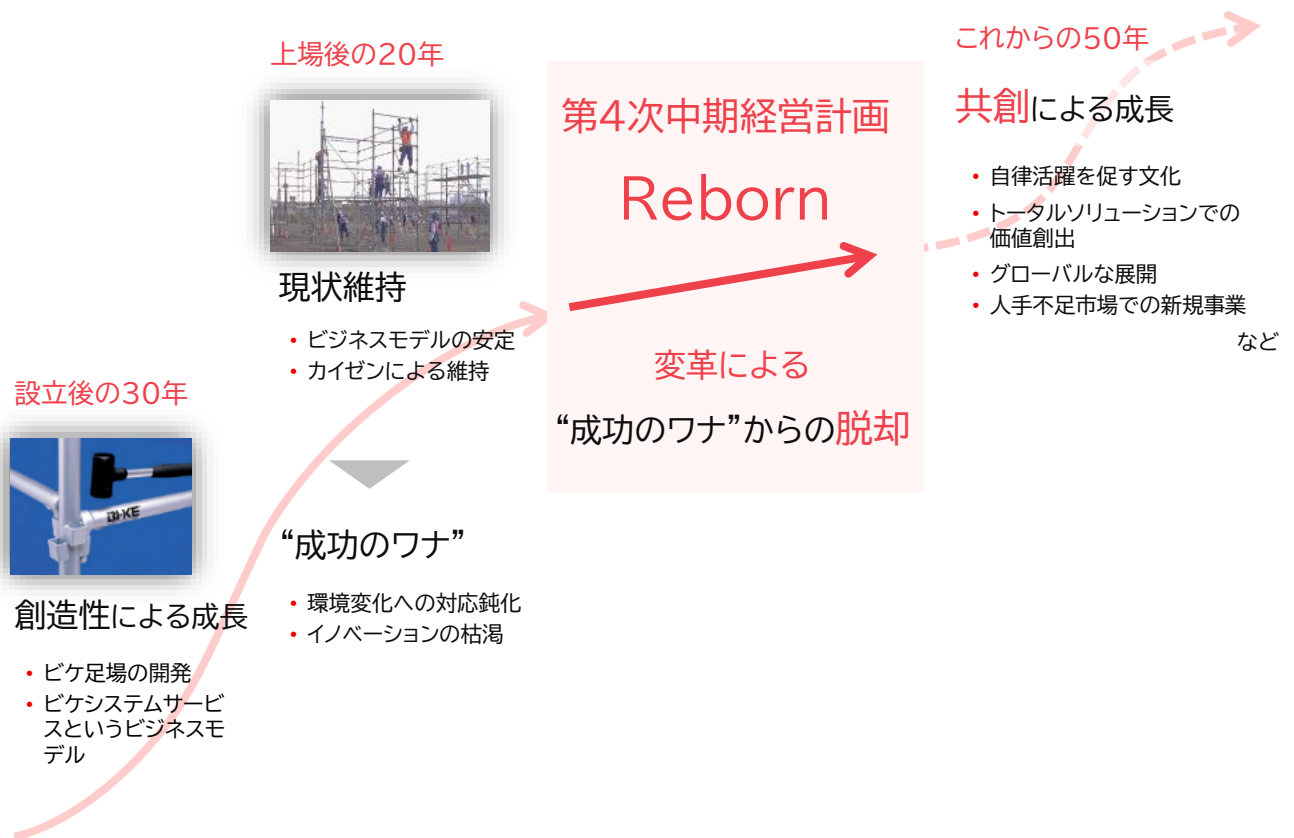 設立後の30年
BI-KE
創造性による成長
• ビケ足場の開発
• ビケシステムサービ
スというビジネスモ
デル
上場後の20年
現状維持
• ビジネスモデルの安定
• カイゼンによる維持
“成功のワナ”
• 環境変化への対応鈍化
• イノベーションの枯渇
第4次中期経営計画
Reborn
変革による
“成功のワナ”からの脱却
これからの50年
共創による成長
• 自律活躍を促す文化
• トータルソリューションでの
価値創出
• グローバルな展開
• 人手不足市場での新規事業
など